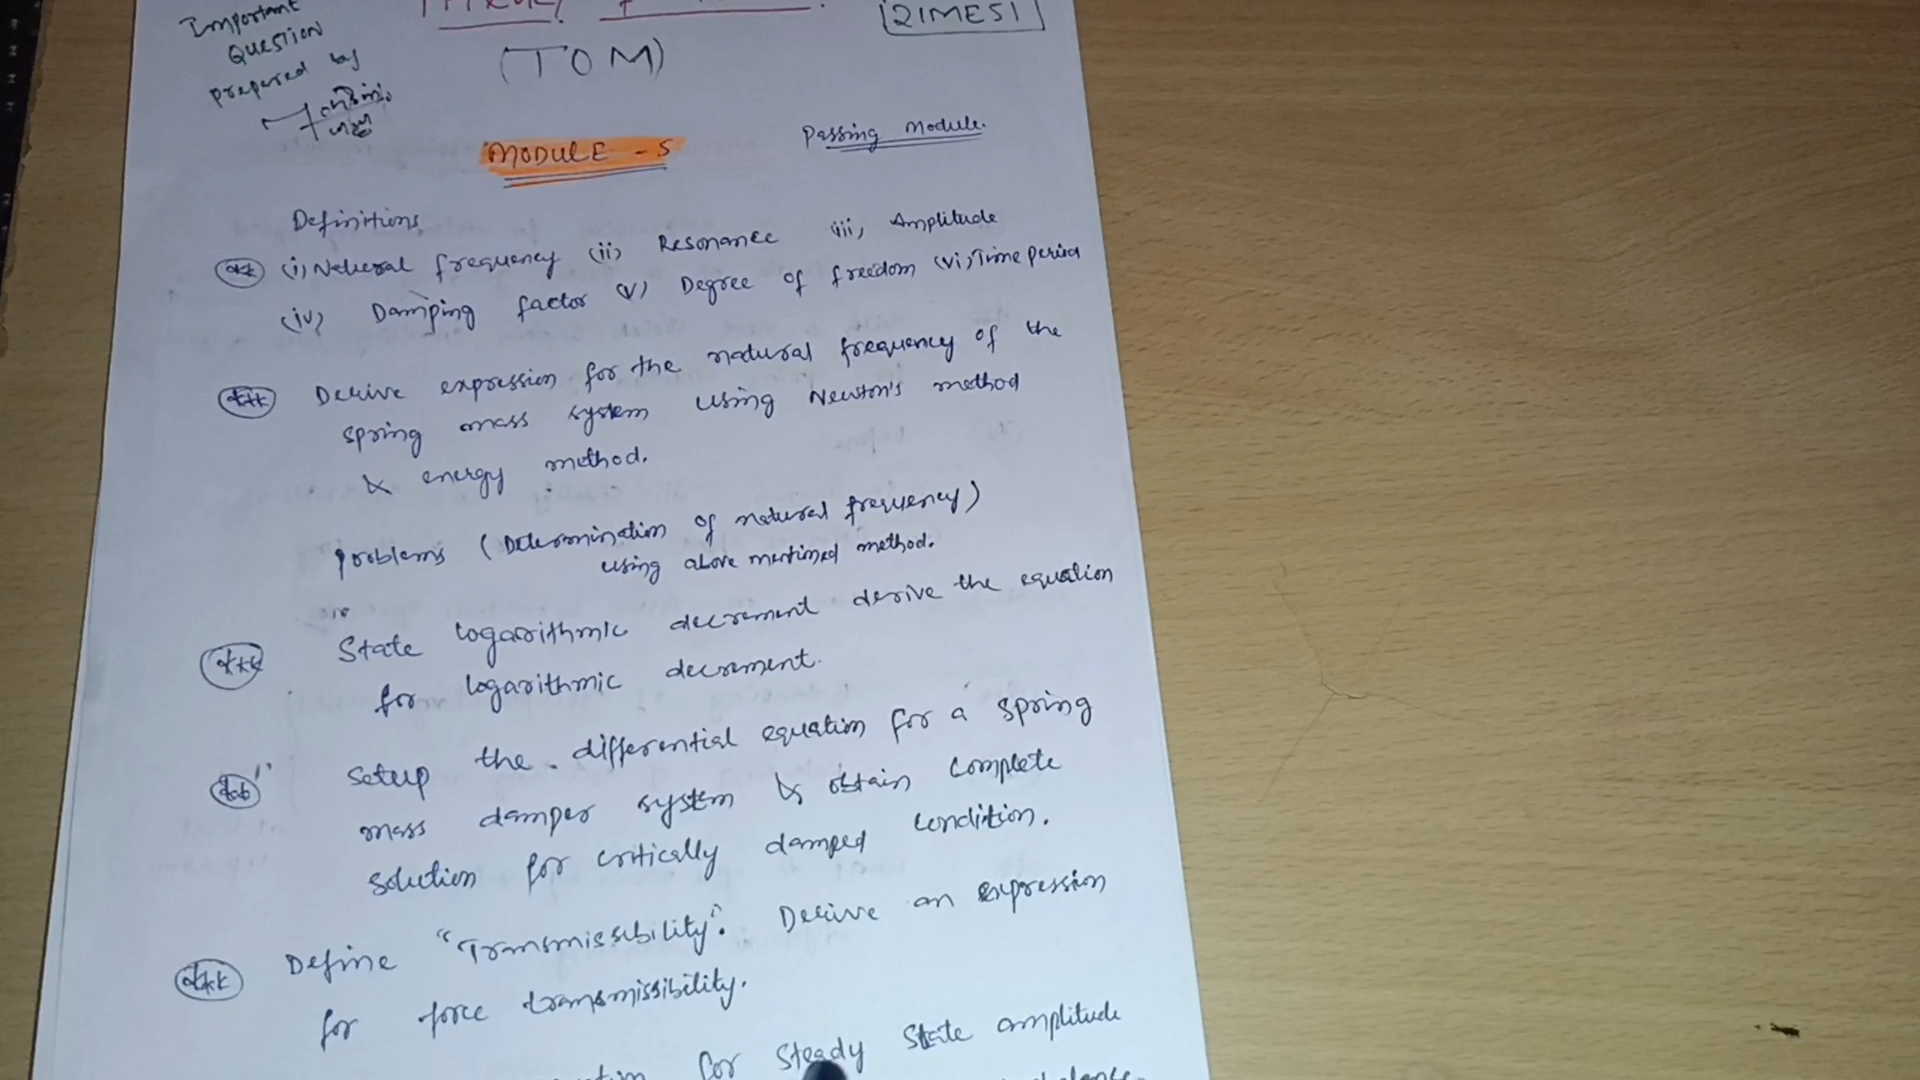 Important
Question
prepared by
[21ME51]
(TOM)
MODULE - 5
Passing Module.
Definitions
(i) Natural frequency (ii) Resonance iii) Amplitude
(iv) Damping factor (v) Degree of freedom (vi) Time period
*** Derive expression for the natural frequency of the
spring mass system using Newton's method
& energy method.
problems (Determination of natural frequency)
using above mentioned method.
*** State logarithmic decrement derive the equation
for logarithmic decrement.
Setup the differential equation for a spring
mass damper system & obtain complete
solution for critically damped condition.
*** Define "Transmissibility". Derive an expression
for force transmissibility.
for steady state amplitude